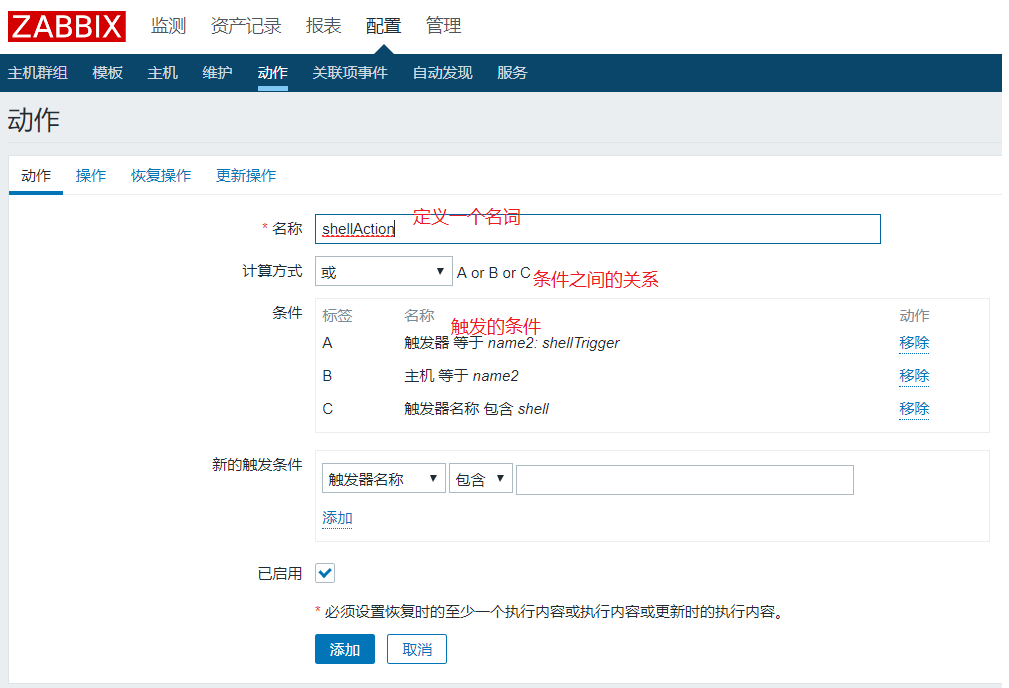 ZABBIX 监测 资产记录 报表 配置 管理
主机群组 模板 主机 维护 动作 关联项事件 自动发现 服务
动作
动作 操作 恢复操作 更新操作
* 名称 shellAction 定义一个名词
计算方式 或 A or B or C 条件之间的关系
条件 标签 名称 动作
触发的条件
A 触发器 等于 name2: shellTrigger 移除
B 主机 等于 name2 移除
C 触发器名称 包含 shell 移除
新的触发条件 触发器名称 包含
添加
已启用
* 必须设置恢复时的至少一个执行内容或执行内容或更新时的执行内容。
添加 取消